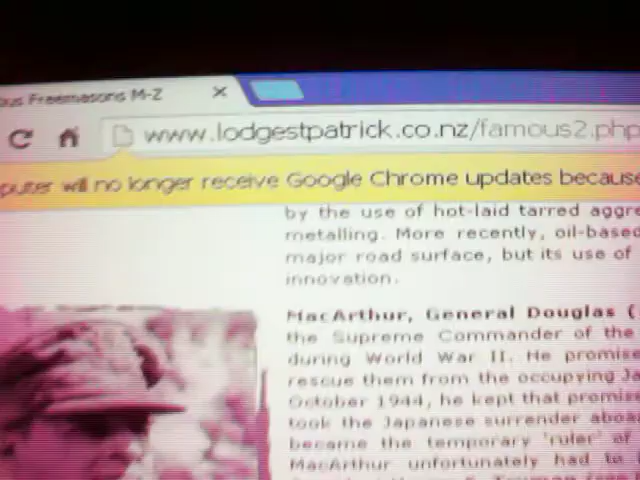 ous Freemasons M-Z
www.lodgestpatrick.co.nz/famous2.php
puter will no longer receive Google Chrome updates because
by the use of hot-laid tarred aggre
metalling. More recently, oil-based
major road surface, but its use of
innovation.
MacArthur, General Douglas (
the Supreme Commander of the
during World War II. He promise
rescue them from the occupying Ja
October 1944, he kept that promise
took the Japanese surrender aboa
became the temporary 'ruler' of
MacArthur unfortunately had to